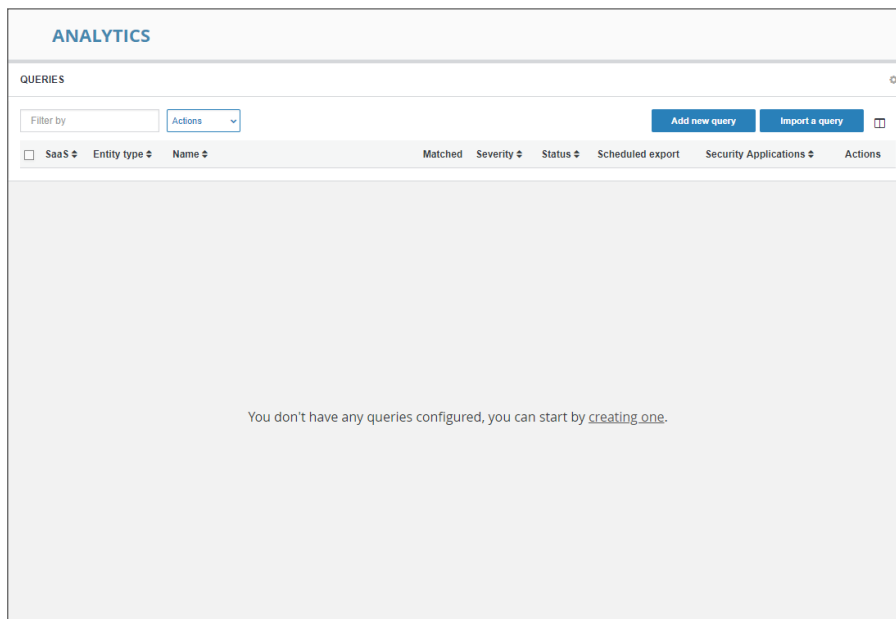 ANALYTICS
QUERIES
Filter by Actions Add new query Import a query
SaaS Entity type Name Matched Severity Status Scheduled export Security Applications Actions
You don't have any queries configured, you can start by creating one.